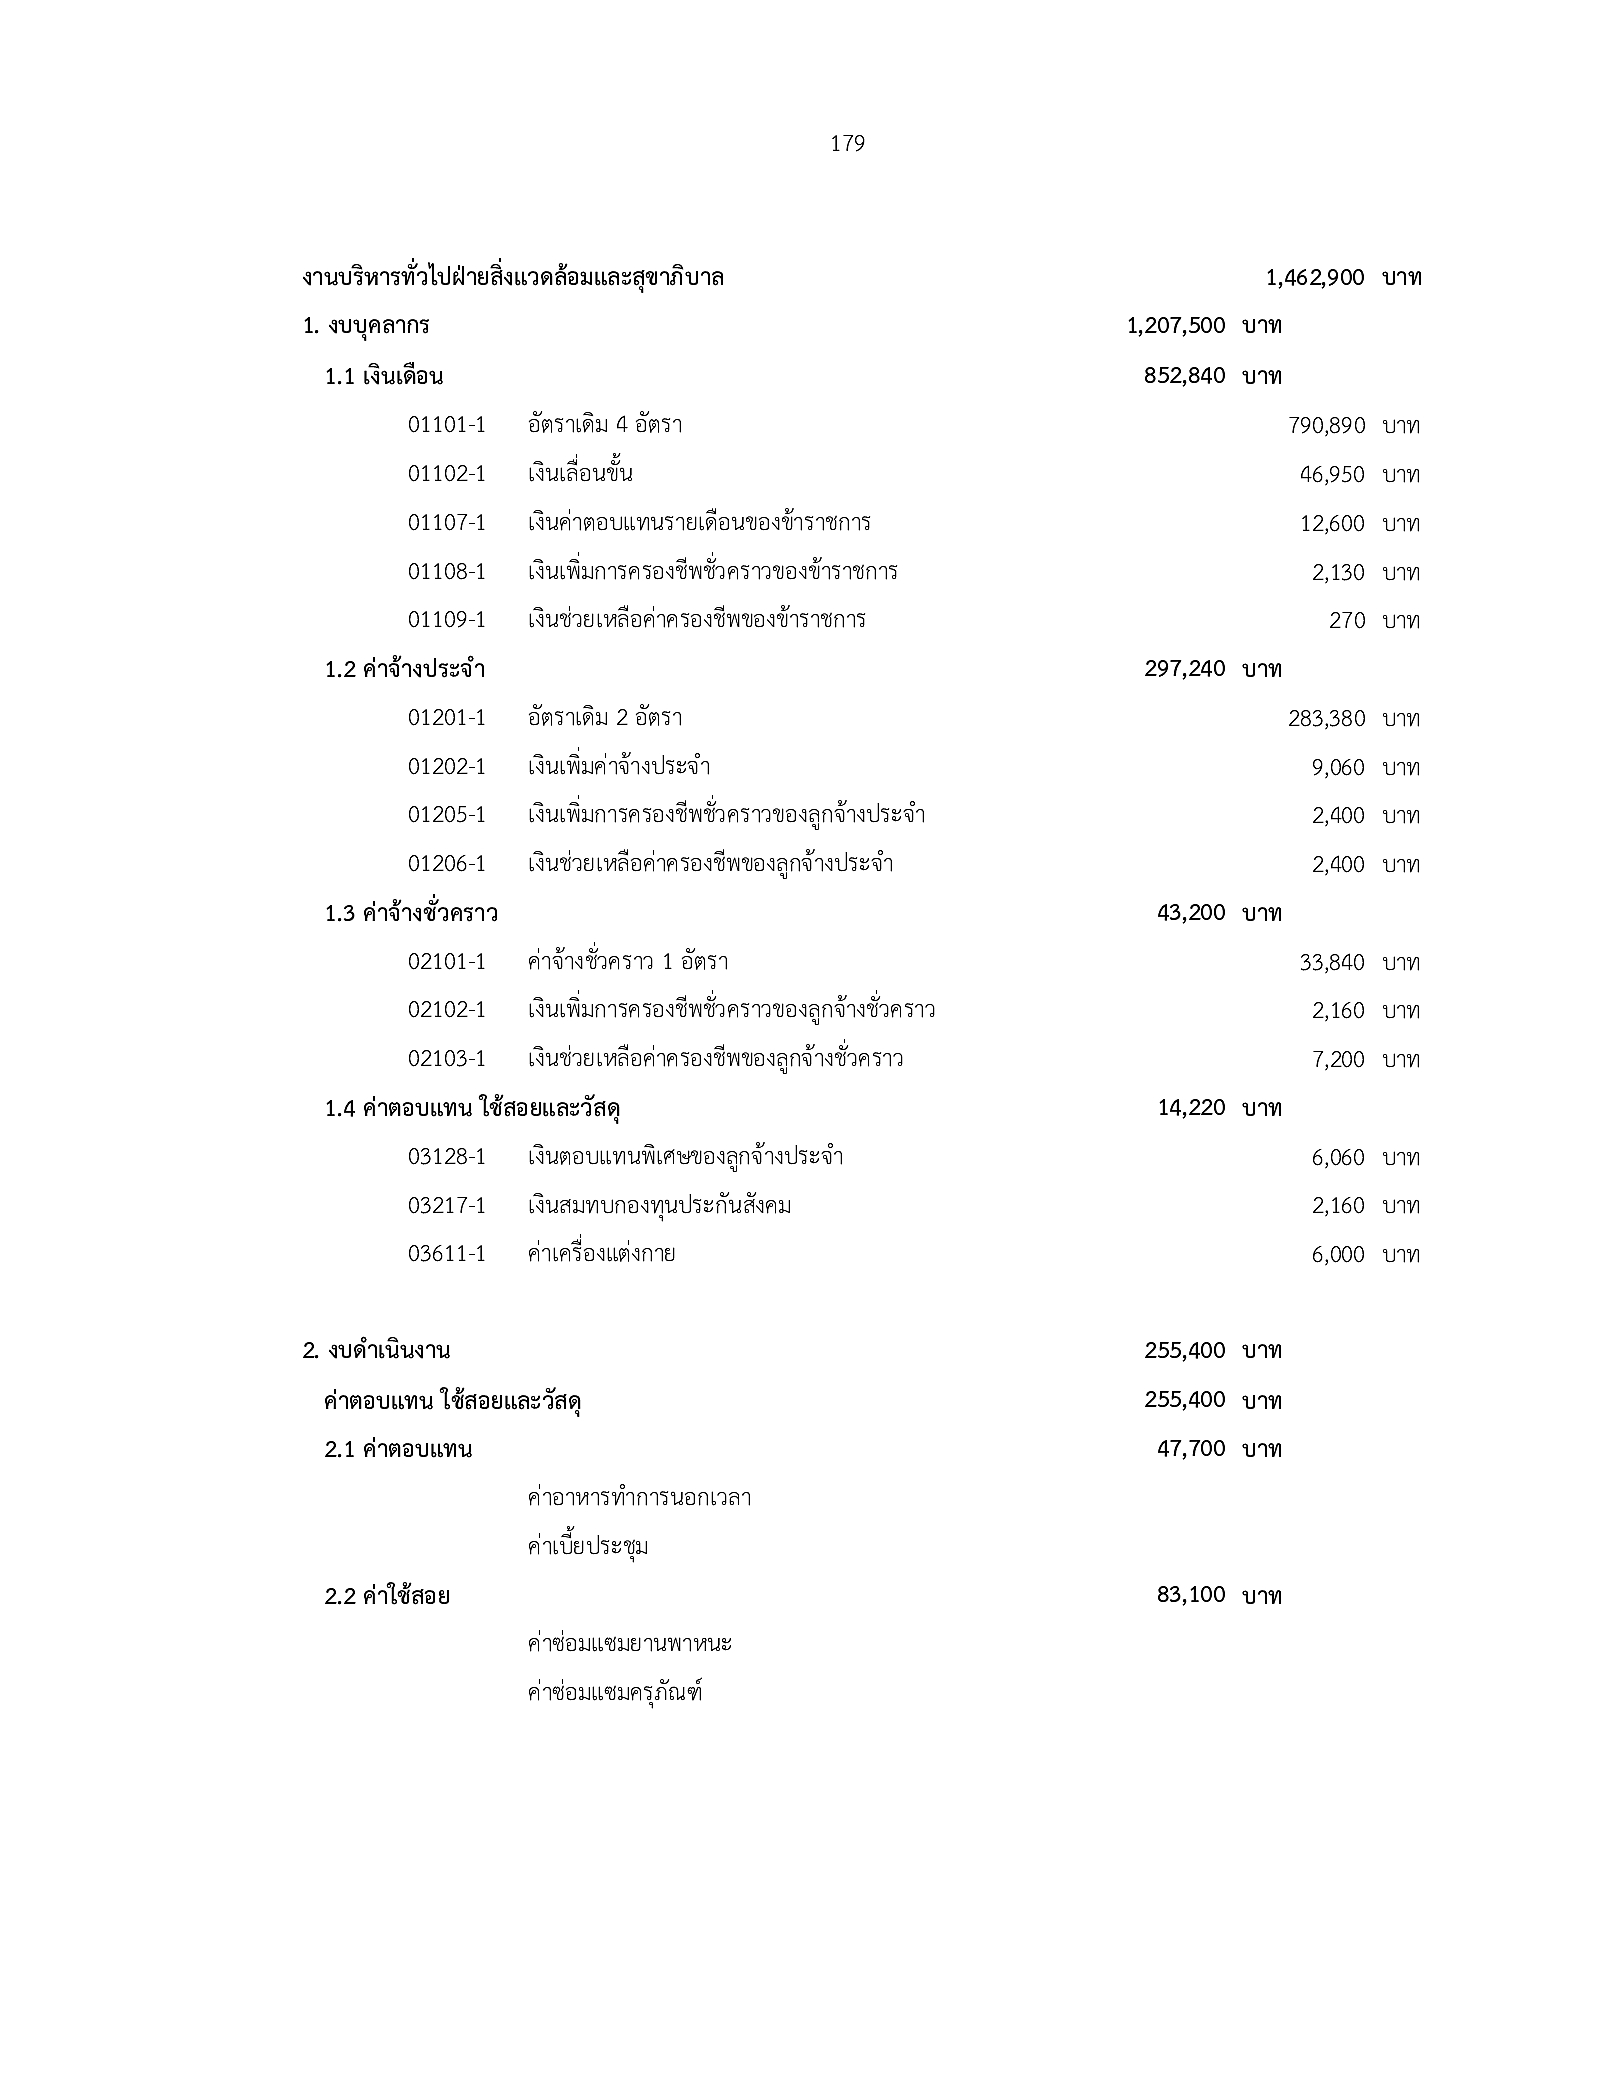 179
งานบริหารทั่วไปฝ่ายสิ่งแวดล้อมและสุขาภิบาล 1,462,900 บาท
1. งบบุคลากร 1,207,500 บาท
1.1 เงินเดือน 852,840 บาท
01101-1 อัตราเดิม 4 อัตรา 790,890 บาท
01102-1 เงินเลื่อนขั้น 46,950 บาท
01107-1 เงินค่าตอบแทนรายเดือนของข้าราชการ 12,600 บาท
01108-1 เงินเพิ่มการครองชีพชั่วคราวของข้าราชการ 2,130 บาท
01109-1 เงินช่วยเหลือค่าครองชีพของข้าราชการ 270 บาท
1.2 ค่าจ้างประจำ 297,240 บาท
01201-1 อัตราเดิม 2 อัตรา 283,380 บาท
01202-1 เงินเพิ่มค่าจ้างประจำ 9,060 บาท
01205-1 เงินเพิ่มการครองชีพชั่วคราวของลูกจ้างประจำ 2,400 บาท
01206-1 เงินช่วยเหลือค่าครองชีพของลูกจ้างประจำ 2,400 บาท
1.3 ค่าจ้างชั่วคราว 43,200 บาท
02101-1 ค่าจ้างชั่วคราว 1 อัตรา 33,840 บาท
02102-1 เงินเพิ่มการครองชีพชั่วคราวของลูกจ้างชั่วคราว 2,160 บาท
02103-1 เงินช่วยเหลือค่าครองชีพของลูกจ้างชั่วคราว 7,200 บาท
1.4 ค่าตอบแทน ใช้สอยและวัสดุ 14,220 บาท
03128-1 เงินตอบแทนพิเศษของลูกจ้างประจำ 6,060 บาท
03217-1 เงินสมทบกองทุนประกันสังคม 2,160 บาท
03611-1 ค่าเครื่องแต่งกาย 6,000 บาท
2. งบดำเนินงาน 255,400 บาท
ค่าตอบแทน ใช้สอยและวัสดุ 255,400 บาท
2.1 ค่าตอบแทน 47,700 บาท
ค่าอาหารทำการนอกเวลา
ค่าเบี้ยประชุม
2.2 ค่าใช้สอย 83,100 บาท
ค่าซ่อมแซมยานพาหนะ
ค่าซ่อมแซมครุภัณฑ์